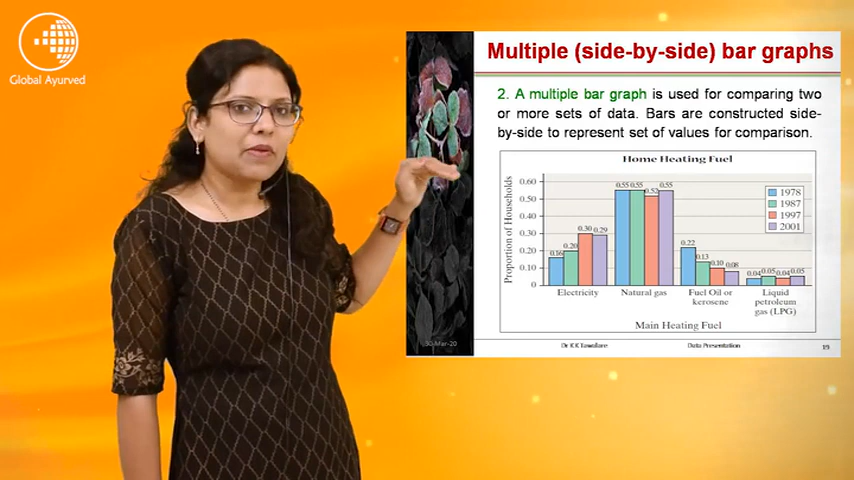 Global Ayurved
Multiple (side-by-side) bar graphs
2. A multiple bar graph is used for comparing two
or more sets of data. Bars are constructed side-
by-side to represent set of values for comparison.
Home Heating Fuel
Proportion of Households
0.60
0.50
0.40
0.30
0.20
0.10
0
0.16
0.20
0.30
0.29
0.55
0.55
0.52
0.55
0.22
0.13
0.10
0.08
0.04
0.05
0.04
0.05
1978
1987
1997
2001
Electricity
Natural gas
Fuel Oil or
kerosene
Liquid
petroleum
gas (LPG)
Main Heating Fuel
30-Mar-20
Data Presentation